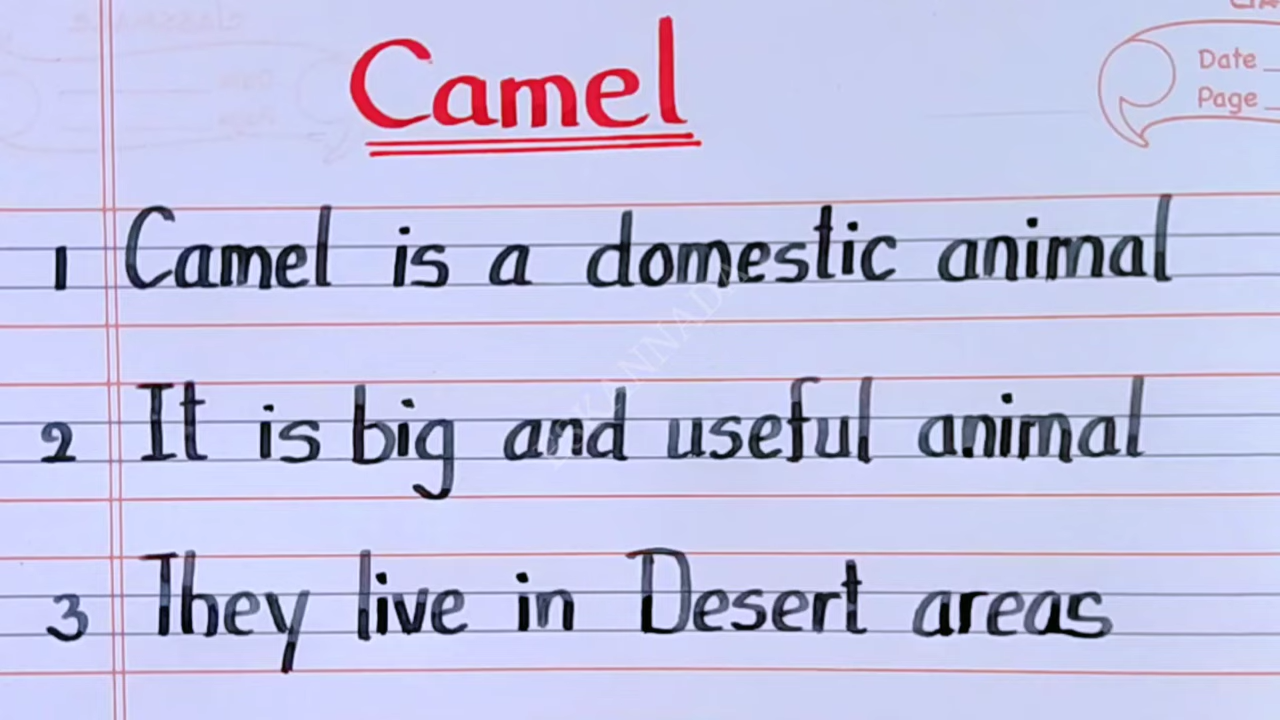 Camel
Date
Page
1 Camel is a domestic animal
2 It is big and useful animal
3 They live in Desert areas